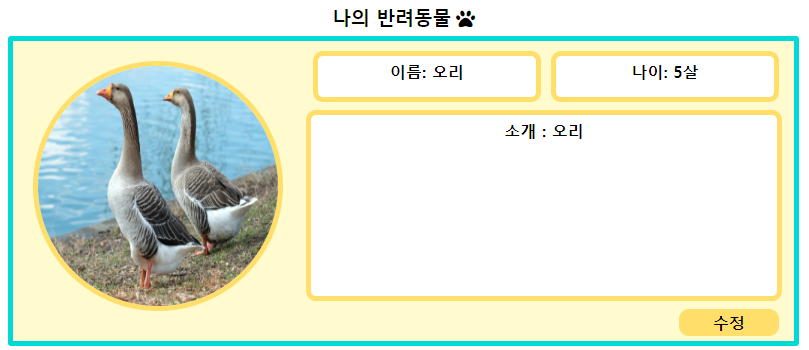 나의 반려동물
이름: 오리
나이: 5살
소개 : 오리
수정